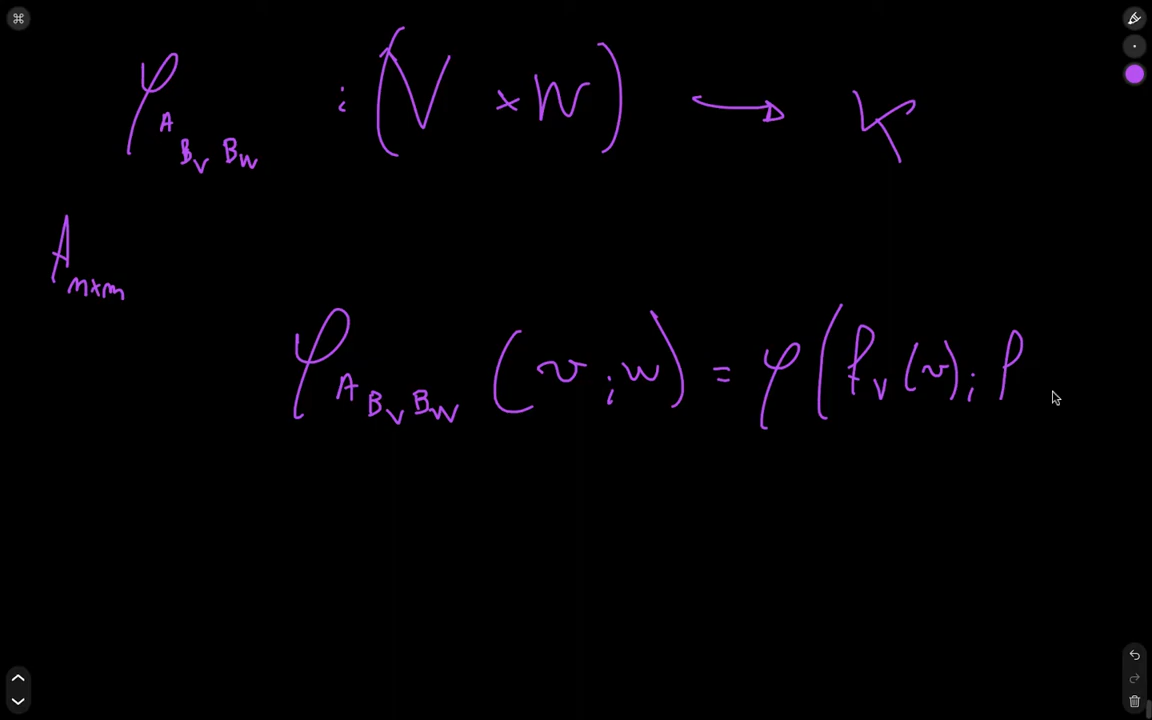 φ_{A B_V B_W} : (V × W) → K
A_{m×m}
φ_{A B_V B_W} (v, w) = φ(f_V(v), f